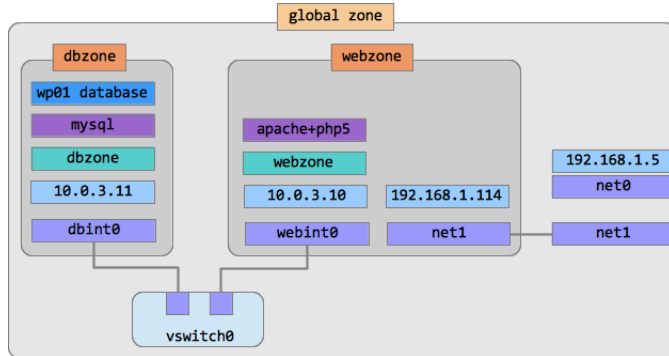 global zone
dbzone
webzone
wp01 database
mysql
apache+php5
dbzone
webzone
192.168.1.5
10.0.3.11
10.0.3.10
192.168.1.114
net0
dbint0
webint0
net1
net1
vswitch0